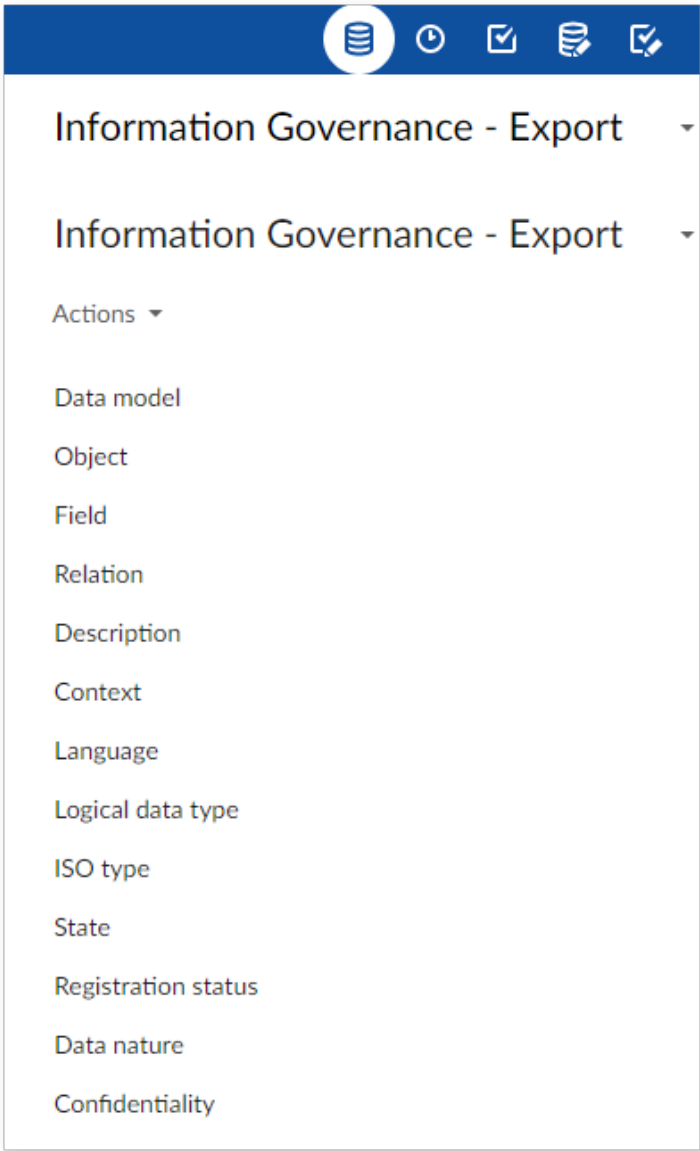 Information Governance - Export
Information Governance - Export
Actions
Data model
Object
Field
Relation
Description
Context
Language
Logical data type
ISO type
State
Registration status
Data nature
Confidentiality